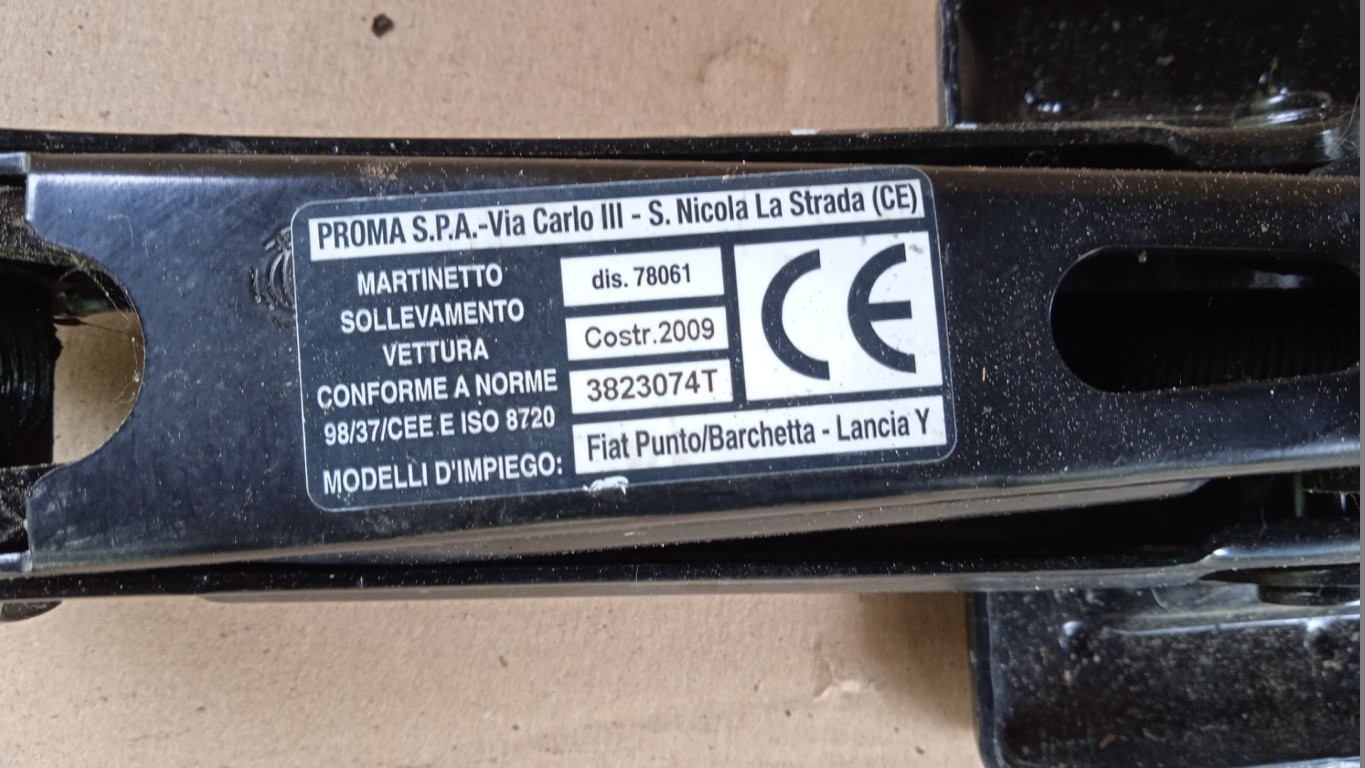 PROMA S.P.A.-Via Carlo III - S. Nicola La Strada (CE)
MARTINETTO
SOLLEVAMENTO
VETTURA
CONFORME A NORME
98/37/CEE E ISO 8720
MODELLI D'IMPIEGO:
dis. 78061
Costr.2009
3823074T
CE
Fiat Punto/Barchetta - Lancia Y